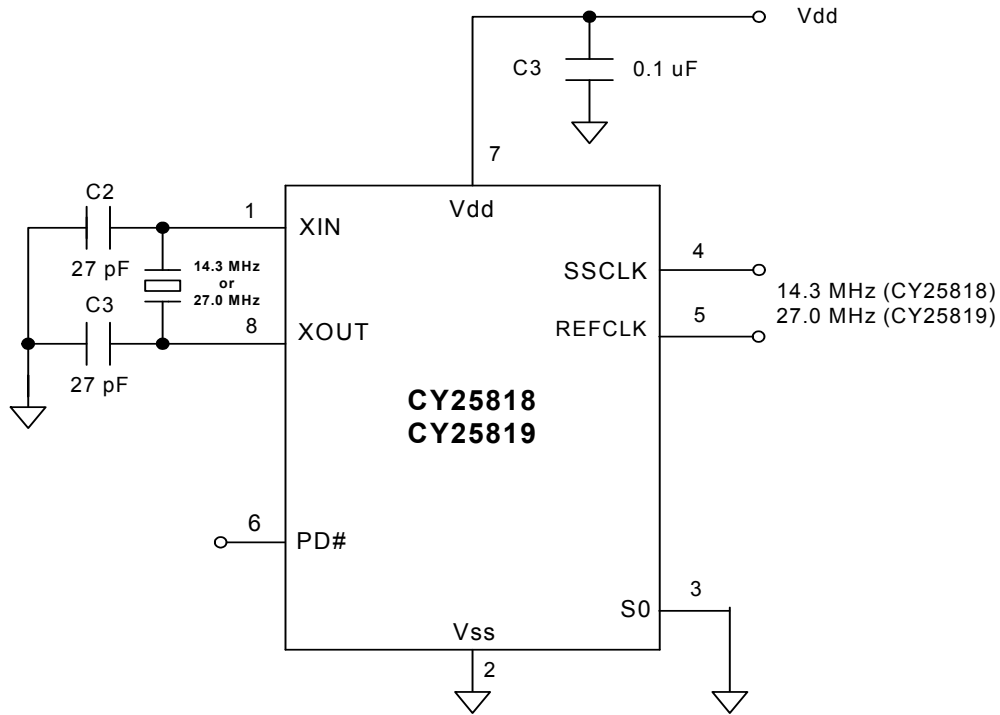 Vdd
C3 0.1 uF
7
Vdd
C2
27 pF
1
XIN
14.3 MHz
or
27.0 MHz
C3
27 pF
8
XOUT
SSCLK
4
REFCLK
5
14.3 MHz (CY25818)
27.0 MHz (CY25819)
CY25818
CY25819
6
PD#
S0
3
Vss
2